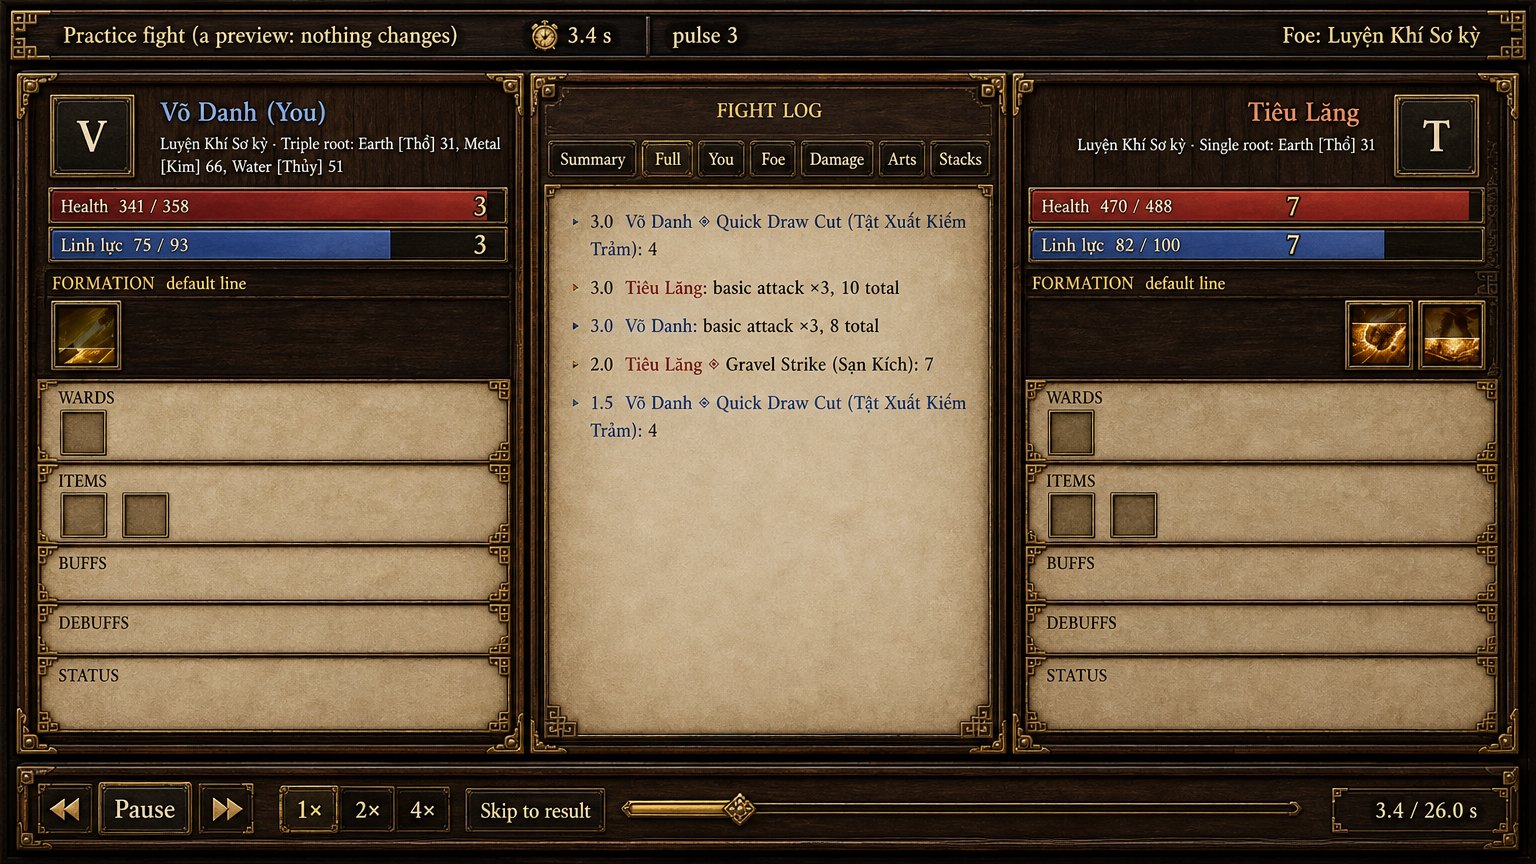 Practice fight (a preview: nothing changes)
3.4 s
pulse 3
Foe: Luyện Khí Sơ kỳ
V
Võ Danh (You)
Luyện Khí Sơ kỳ · Triple root: Earth [Thổ] 31, Metal
[Kim] 66, Water [Thủy] 51
Health 341 / 358
3
Linh lực 75 / 93
3
FORMATION default line
WARDS
ITEMS
BUFFS
DEBUFFS
STATUS
FIGHT LOG
Summary
Full
You
Foe
Damage
Arts
Stacks
3.0 Võ Danh ◈ Quick Draw Cut (Tật Xuất Kiếm
Trảm): 4
3.0 Tiêu Lăng: basic attack ×3, 10 total
3.0 Võ Danh: basic attack ×3, 8 total
2.0 Tiêu Lăng ◈ Gravel Strike (Sạn Kích): 7
1.5 Võ Danh ◈ Quick Draw Cut (Tật Xuất Kiếm
Trảm): 4
Tiêu Lăng
T
Luyện Khí Sơ kỳ · Single root: Earth [Thổ] 31
Health 470 / 488
7
Linh lực 82 / 100
7
FORMATION default line
WARDS
ITEMS
BUFFS
DEBUFFS
STATUS
Pause
1×
2×
4×
Skip to result
3.4 / 26.0 s